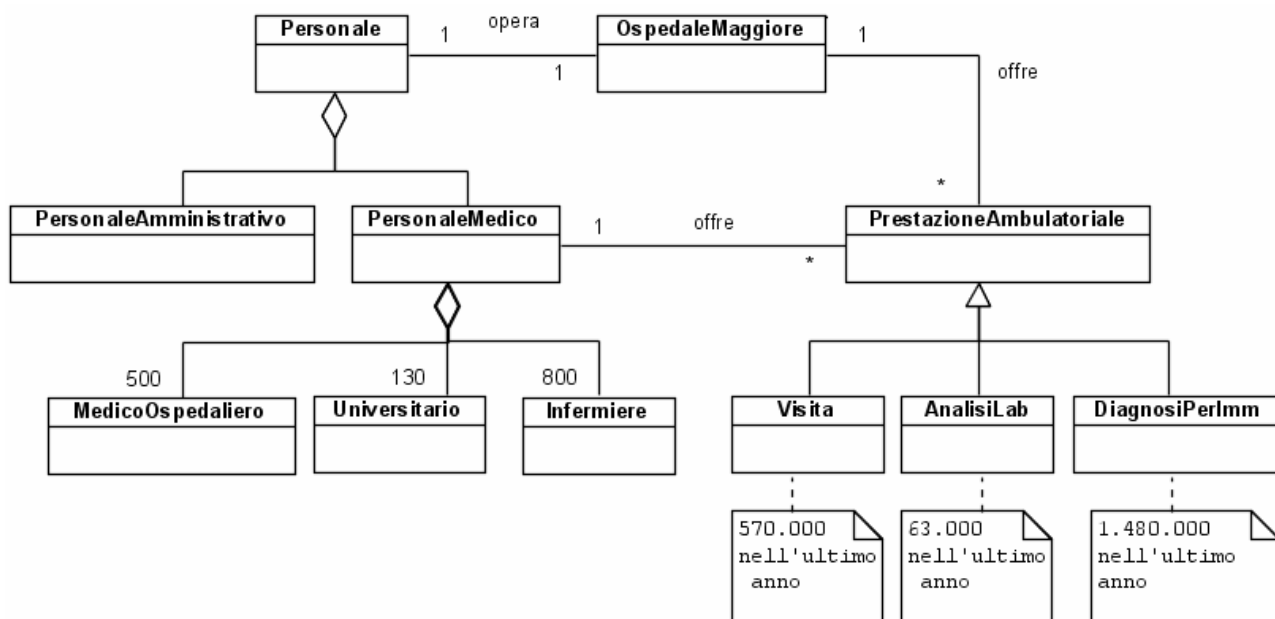 Personale
1
opera
1
OspedaleMaggiore
1
offre
*
PersonaleAmministrativo
PersonaleMedico
1
offre
*
PrestazioneAmbulatoriale
500
130
800
MedicoOspedaliero
Universitario
Infermiere
Visita
AnalisiLab
DiagnosiPerImm
570.000
nell'ultimo
anno
63.000
nell'ultimo
anno
1.480.000
nell'ultimo
anno